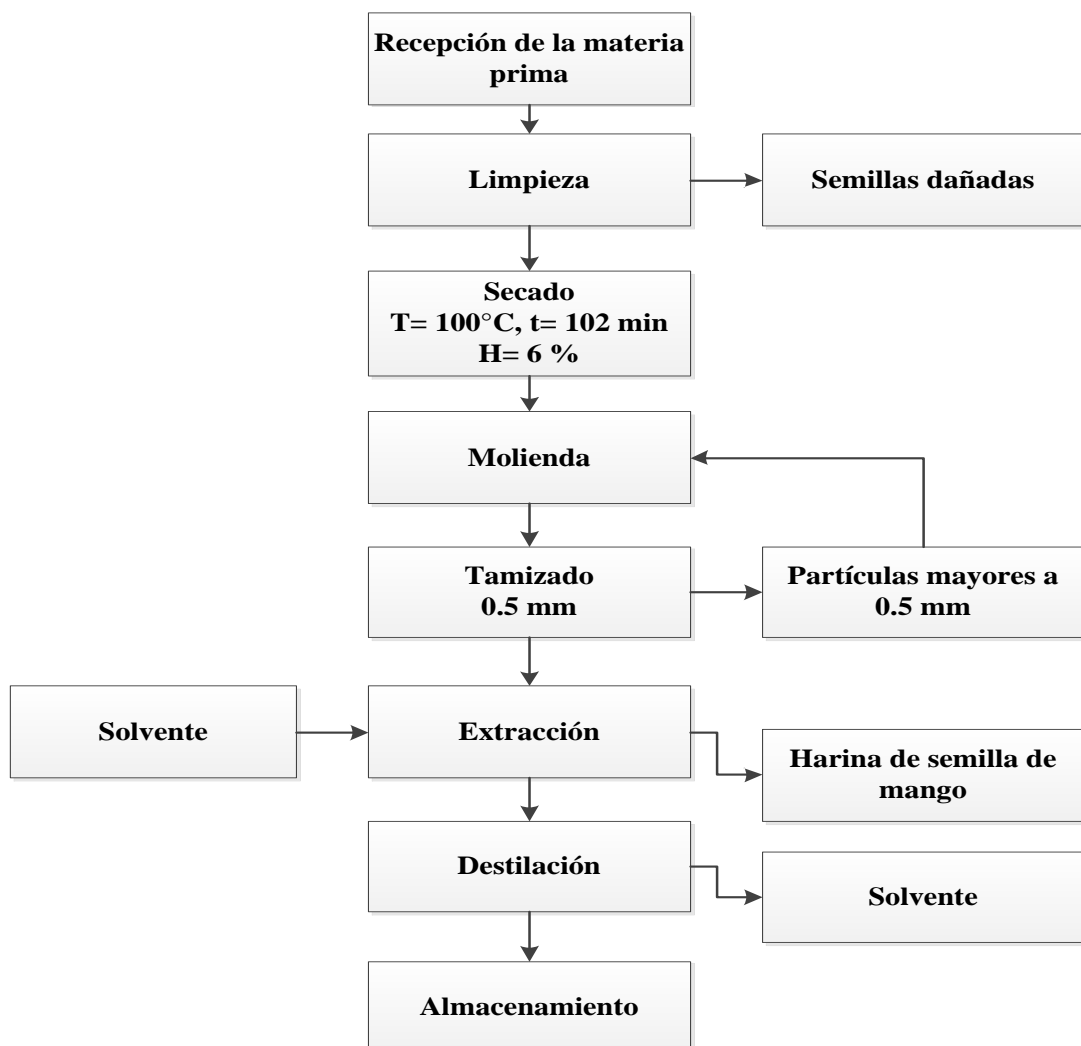 Recepción de la materia
prima
Limpieza
Semillas dañadas
Secado
T= 100°C, t= 102 min
H= 6 %
Molienda
Tamizado
0.5 mm
Partículas mayores a
0.5 mm
Solvente
Extracción
Harina de semilla de
mango
Destilación
Solvente
Almacenamiento